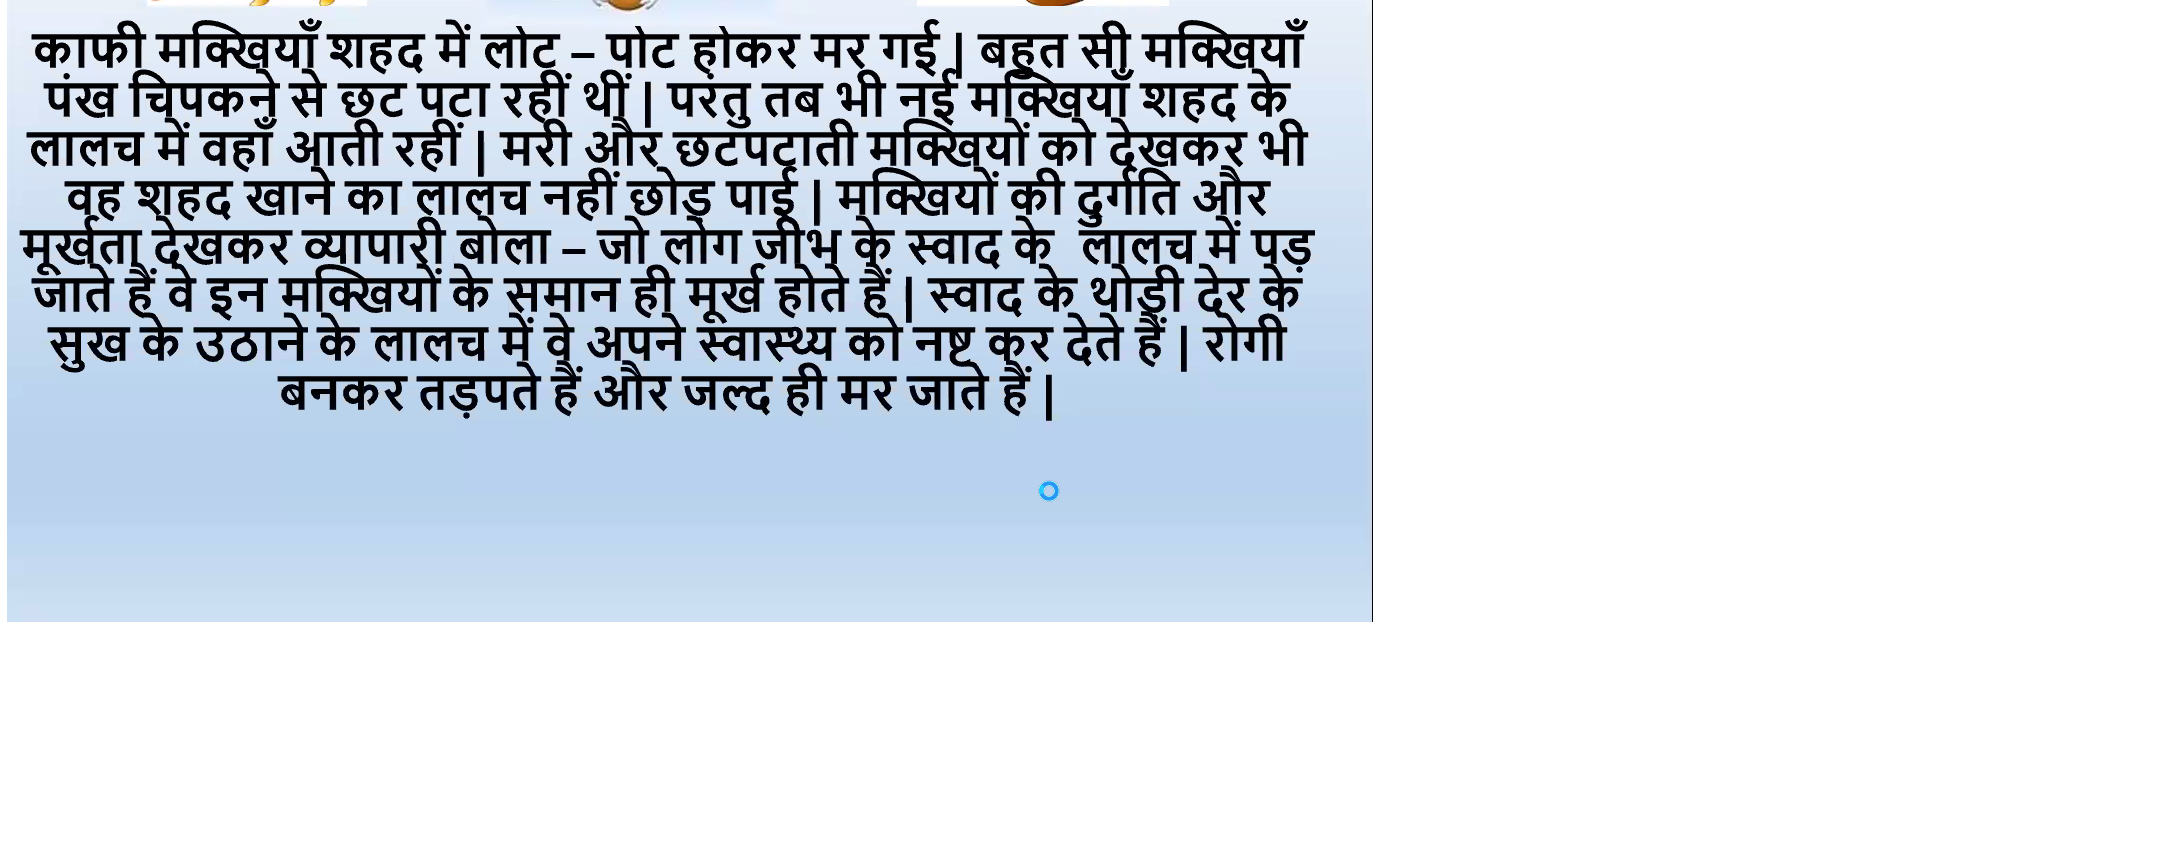 काफी मक्खियाँ शहद में लोट – पोट होकर मर गई | बहुत सी मक्खियाँ
पंख चिपकने से छट पटा रहीं थीं | परंतु तब भी नई मक्खियाँ शहद के
लालच में वहाँ आती रहीं | मरी और छटपटाती मक्खियों को देखकर भी
वह शहद खाने का लालच नहीं छोड़ पाई | मक्खियों की दुर्गति और
मूर्खता देखकर व्यापारी बोला – जो लोग जीभ के स्वाद के लालच में पड़
जाते हैं वे इन मक्खियों के समान ही मूर्ख होते हैं | स्वाद के थोड़ी देर के
सुख के उठाने के लालच में वे अपने स्वास्थ्य को नष्ट कर देते हैं | रोगी
बनकर तड़पते हैं और जल्द ही मर जाते हैं |